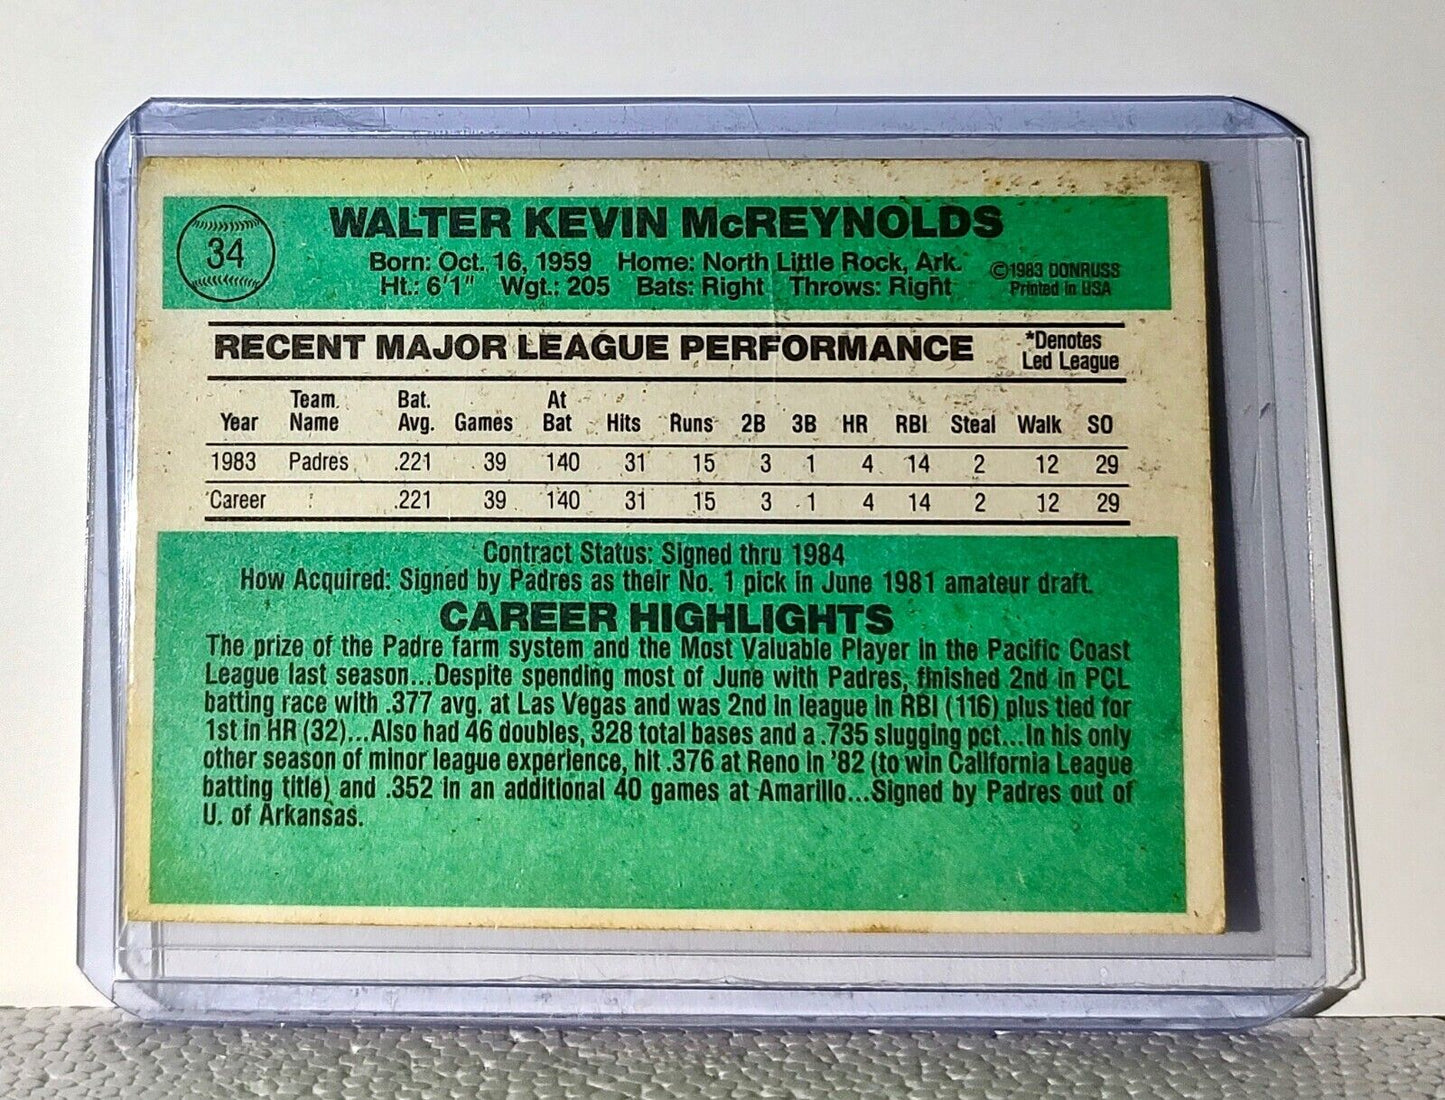 34
WALTER KEVIN McREYNOLDS
Born: Oct. 16, 1959 Home: North Little Rock, Ark.
Ht.: 6'1" Wgt.: 205 Bats: Right Throws: Right
©1983 DONRUSS
Printed in USA
RECENT MAJOR LEAGUE PERFORMANCE
*Denotes
Led League
Year Team Name Bat. Avg. Games At Bat Hits Runs 2B 3B HR RBI Steal Walk SO
1983 Padres .221 39 140 31 15 3 1 4 14 2 12 29
Career .221 39 140 31 15 3 1 4 14 2 12 29
Contract Status: Signed thru 1984
How Acquired: Signed by Padres as their No. 1 pick in June 1981 amateur draft.
CAREER HIGHLIGHTS
The prize of the Padre farm system and the Most Valuable Player in the Pacific Coast
League last season...Despite spending most of June with Padres, finished 2nd in PCL
batting race with .377 avg. at Las Vegas and was 2nd in league in RBI (116) plus tied for
1st in HR (32)...Also had 46 doubles, 328 total bases and a .735 slugging pct...In his only
other season of minor league experience, hit .376 at Reno in '82 (to win California League
batting title) and .352 in an additional 40 games at Amarillo...Signed by Padres out of
U. of Arkansas.